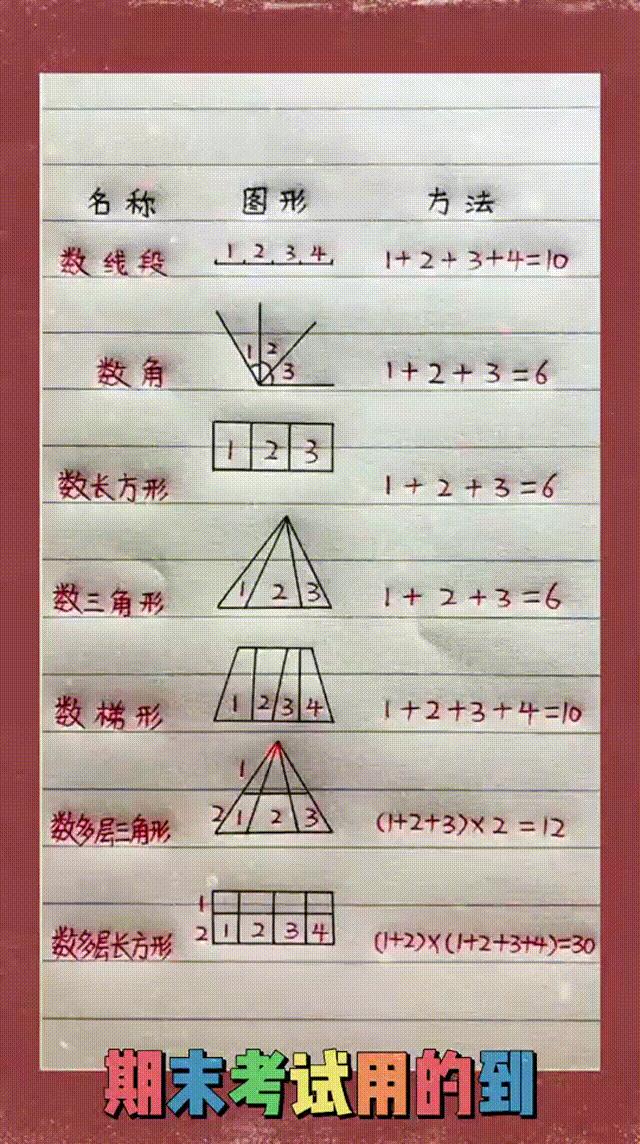 名称 图形 方法
数线段 1 2 3 4 1+2+3+4=10
数角 1 2 3 1+2+3=6
数长方形 1 2 3 1+2+3=6
数三角形 1 2 3 1+2+3=6
数梯形 1 2 3 4 1+2+3+4=10
1
数多层三角形 2 1 2 3 (1+2+3)×2=12
1
数多层长方形 2 1 2 3 4 (1+2)×(1+2+3+4)=30
期末考试用的到